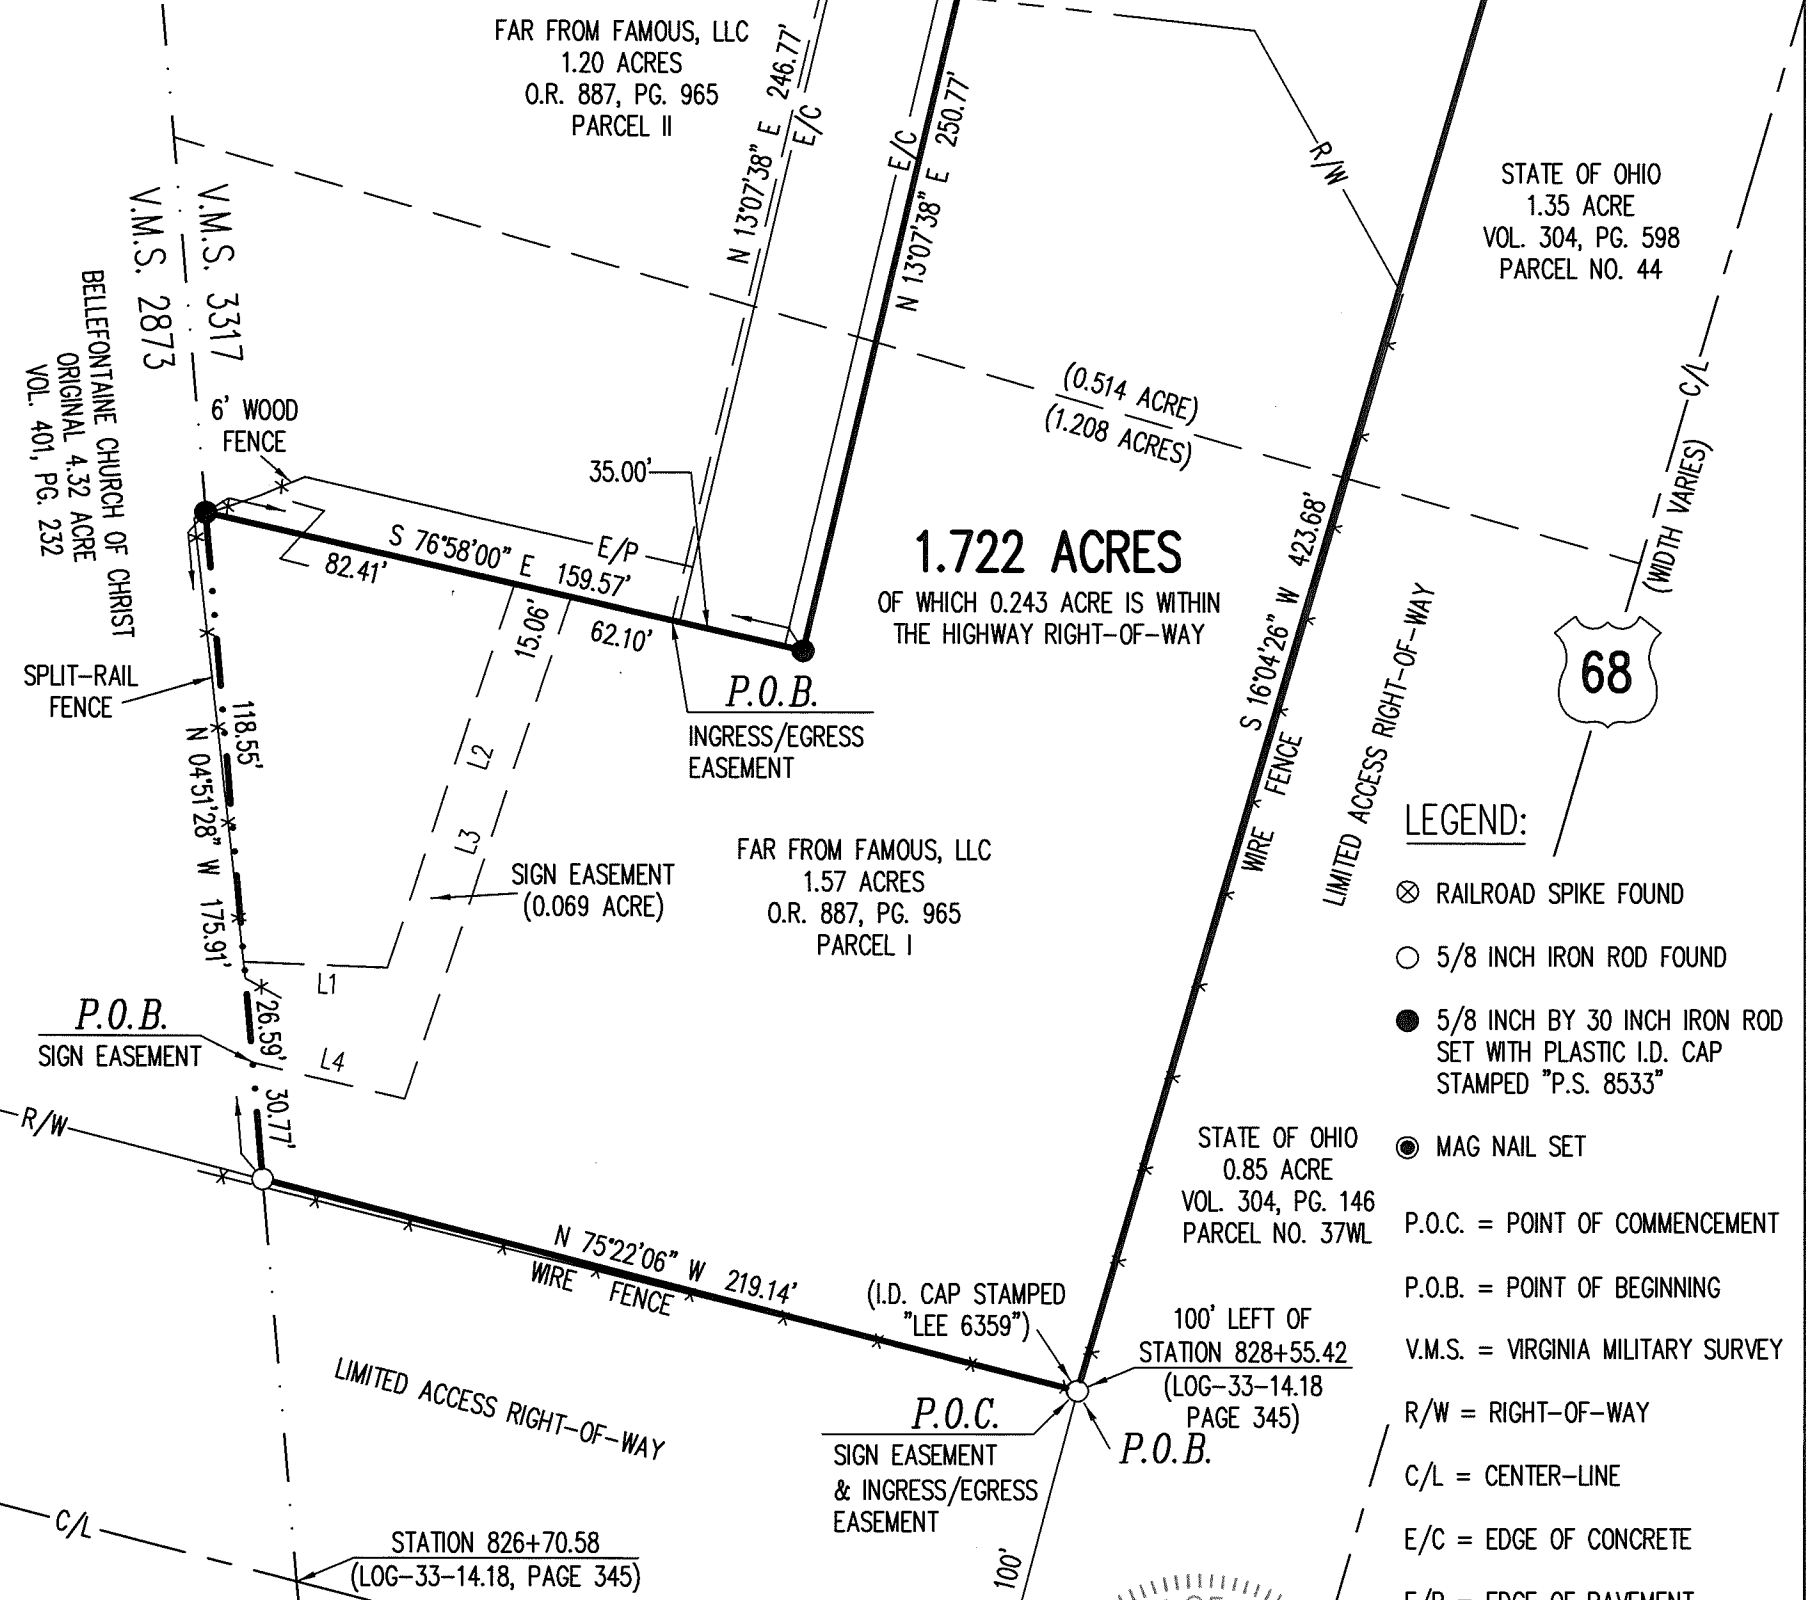 FAR FROM FAMOUS, LLC
1.20 ACRES
O.R. 887, PG. 965
PARCEL II
N 13°07'38" E 246.77'
E/C
E/C
N 13°07'38" E 250.77'
R/W
STATE OF OHIO
1.35 ACRE
VOL. 304, PG. 598
PARCEL NO. 44
V.M.S. 3317
V.M.S. 2873
BELLEFONTAINE CHURCH OF CHRIST
ORIGINAL 4.32 ACRE
VOL. 401, PG. 232
6' WOOD
FENCE
(0.514 ACRE)
(1.208 ACRES)
C/L
(WIDTH VARIES)
35.00'
S 76°58'00" E 159.57'
E/P
82.41'
15.06'
62.10'
1.722 ACRES
OF WHICH 0.243 ACRE IS WITHIN
THE HIGHWAY RIGHT-OF-WAY
S 16°04'26" W 423.68'
WIRE FENCE
LIMITED ACCESS RIGHT-OF-WAY
68
SPLIT-RAIL
FENCE
P.O.B.
INGRESS/EGRESS
EASEMENT
118.55'
N 04°51'28" W 175.91'
L2
L3
SIGN EASEMENT
(0.069 ACRE)
FAR FROM FAMOUS, LLC
1.57 ACRES
O.R. 887, PG. 965
PARCEL I
L1
P.O.B.
SIGN EASEMENT
26.59'
L4
30.77'
R/W
N 75°22'06" W 219.14'
WIRE FENCE
STATE OF OHIO
0.85 ACRE
VOL. 304, PG. 146
PARCEL NO. 37WL
(I.D. CAP STAMPED
"LEE 6359")
100' LEFT OF
STATION 828+55.42
(LOG-33-14.18
PAGE 345)
P.O.C.
SIGN EASEMENT
& INGRESS/EGRESS
EASEMENT
P.O.B.
LIMITED ACCESS RIGHT-OF-WAY
C/L
STATION 826+70.58
(LOG-33-14.18, PAGE 345)
100'
LEGEND:
RAILROAD SPIKE FOUND
5/8 INCH IRON ROD FOUND
5/8 INCH BY 30 INCH IRON ROD
SET WITH PLASTIC I.D. CAP
STAMPED "P.S. 8533"
MAG NAIL SET
P.O.C. = POINT OF COMMENCEMENT
P.O.B. = POINT OF BEGINNING
V.M.S. = VIRGINIA MILITARY SURVEY
R/W = RIGHT-OF-WAY
C/L = CENTER-LINE
E/C = EDGE OF CONCRETE
E/P = EDGE OF PAVEMENT